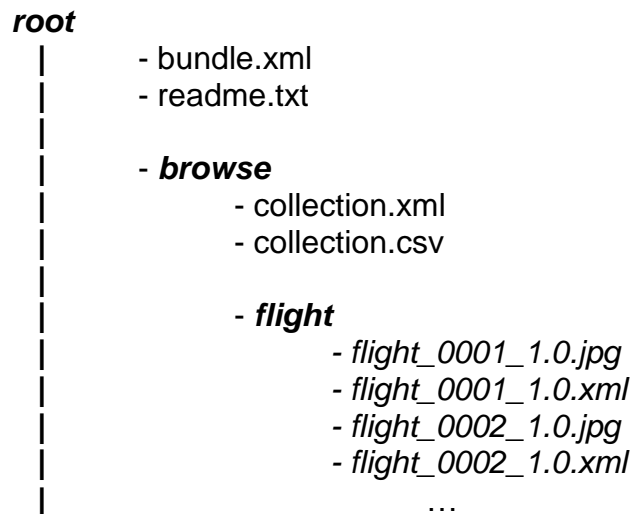 root
| - bundle.xml
| - readme.txt
|
| - browse
| - collection.xml
| - collection.csv
|
| - flight
| - flight_0001_1.0.jpg
| - flight_0001_1.0.xml
| - flight_0002_1.0.jpg
| - flight_0002_1.0.xml
| …